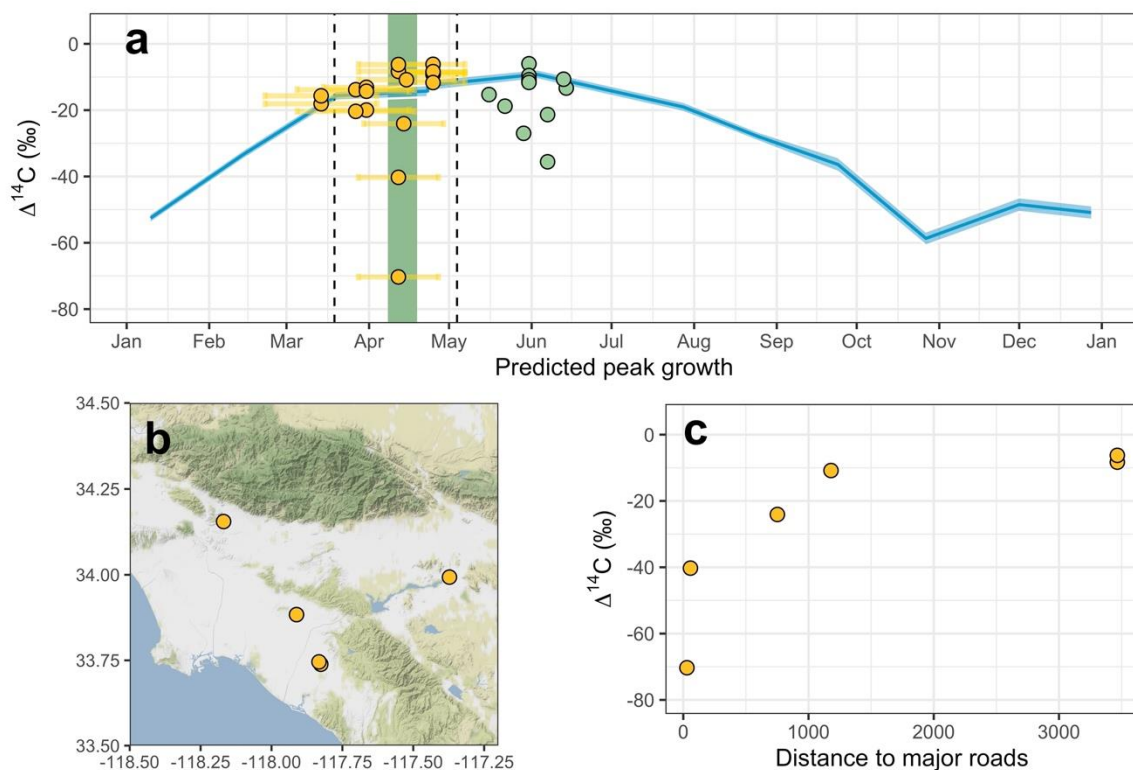 a
0
-20
-40
-60
-80
Δ¹⁴C (‰)
Jan Feb Mar Apr May Jun Jul Aug Sep Oct Nov Dec Jan
Predicted peak growth
b
34.50
34.25
34.00
33.75
33.50
-118.50 -118.25 -118.00 -117.75 -117.50 -117.25
c
0
-20
-40
-60
-80
Δ¹⁴C (‰)
0 1000 2000 3000
Distance to major roads